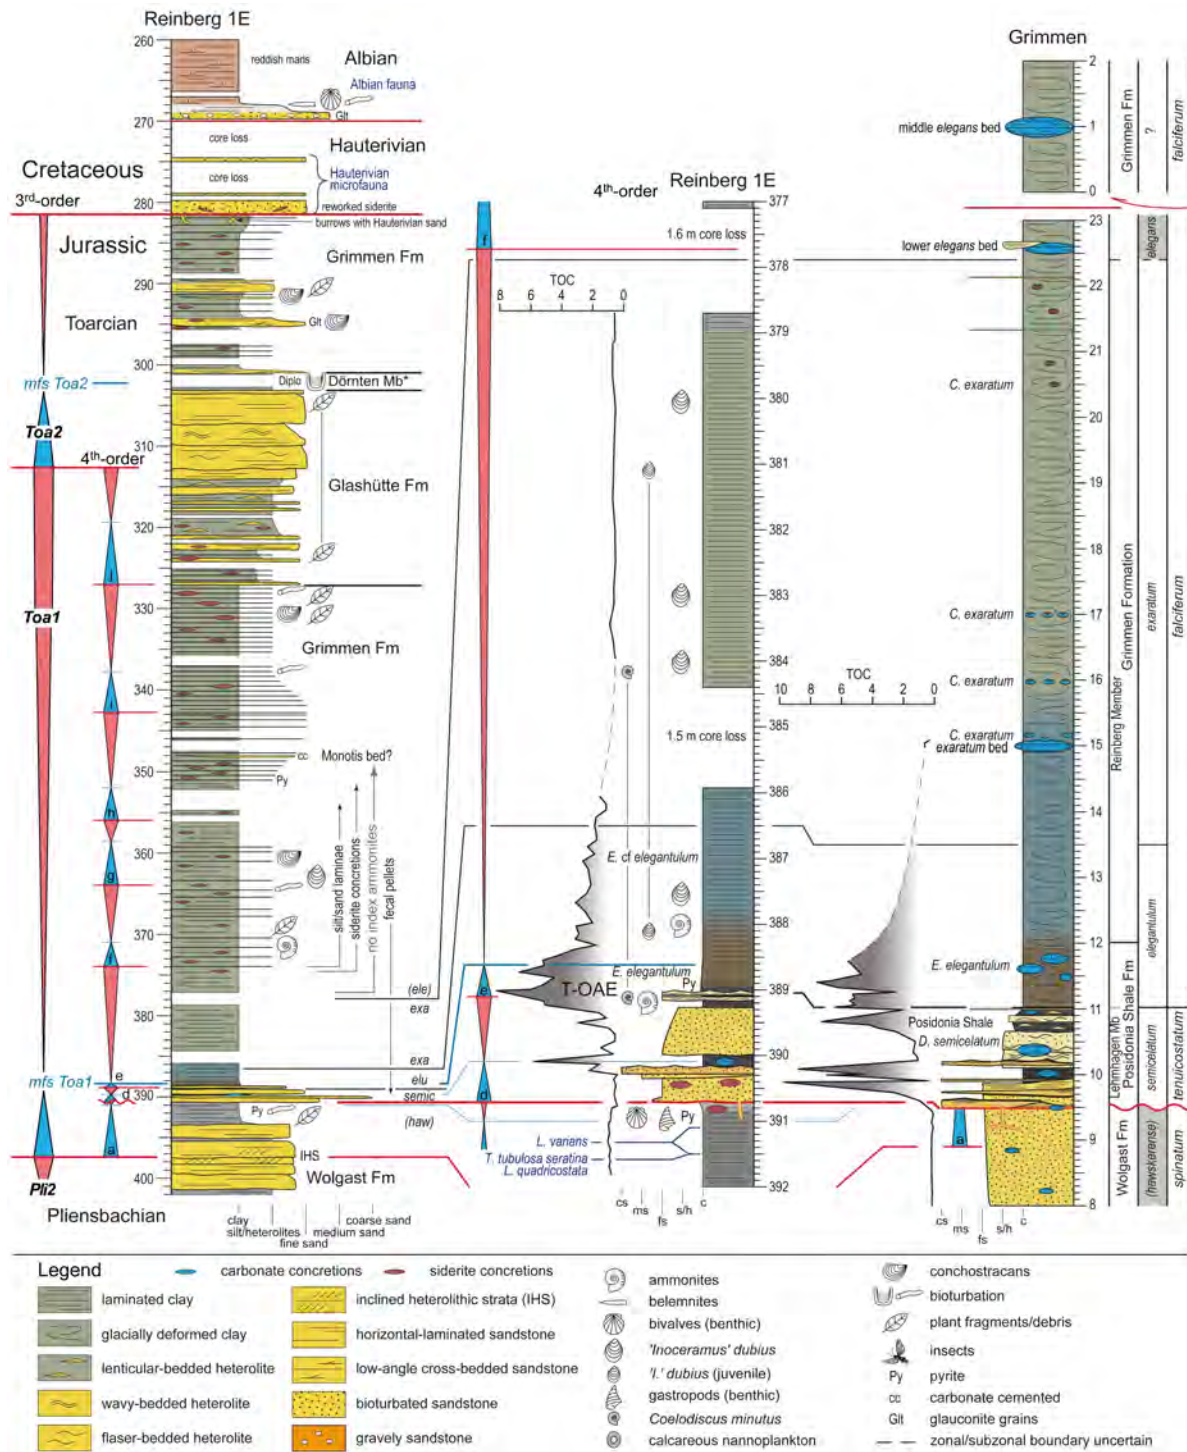 Reinberg 1E
260
270
280
290
300
310
320
330
340
350
360
370
380
390
400
reddish marls
Albian
Albian fauna
Glt
core loss
Hauterivian
Hauterivian
microfauna
core loss
reworked siderite
burrows with Hauterivian sand
Cretaceous
3rd-order
Jurassic
Grimmen Fm
Glt
Toarcian
mfs Toa2
Diplo
Dörnten Mb*
Toa2
4th-order
Glashütte Fm
Toa1
Grimmen Fm
j
i
h
g
f
e
d
a
cc
Monotis bed?
Py
silt/sand laminae
siderite concretions
no index ammonites
fecal pellets
(ele)
exa
exa
elu
semic
(haw)
mfs Toa1
Py
IHS
Wolgast Fm
Pli2
Pliensbachian
clay
silt/heterolites
fine sand
medium sand
coarse sand
4th-order
Reinberg 1E
f
e
d
1.6 m core loss
TOC
8 6 4 2 0
377
378
379
380
381
382
383
384
385
386
387
388
389
390
391
392
1.5 m core loss
E. cf elegantulum
E. elegantulum
T-OAE
Py
Py
L. varians
T. tubulosa seratina
L. quadricostata
cs
ms
fs
s/h
c
Grimmen
2
1
0
middle elegans bed
Grimmen Fm
?
falciferum
23
22
21
20
19
18
17
16
15
14
13
12
11
10
9
8
lower elegans bed
elegans
C. exaratum
C. exaratum
C. exaratum
C. exaratum
exaratum bed
TOC
10 8 6 4 2 0
E. elegantulum
Posidonia Shale
D. semicelatum
a
cs
ms
fs
s/h
c
Reinberg Member
Grimmen Formation
exaratum
falciferum
elegantulum
Lehmhagen Mb
Posidonia Shale Fm
semicelatum
tenuicostatum
Wolgast Fm
(hawskerense)
spinatum
Legend
carbonate concretions
siderite concretions
laminated clay
glacially deformed clay
lenticular-bedded heterolite
wavy-bedded heterolite
flaser-bedded heterolite
inclined heterolithic strata (IHS)
horizontal-laminated sandstone
low-angle cross-bedded sandstone
bioturbated sandstone
gravely sandstone
ammonites
belemnites
bivalves (benthic)
'Inoceramus' dubius
'I.' dubius (juvenile)
gastropods (benthic)
Coelodiscus minutus
calcareous nannoplankton
conchostracans
bioturbation
plant fragments/debris
insects
Py pyrite
cc carbonate cemented
Glt glauconite grains
zonal/subzonal boundary uncertain